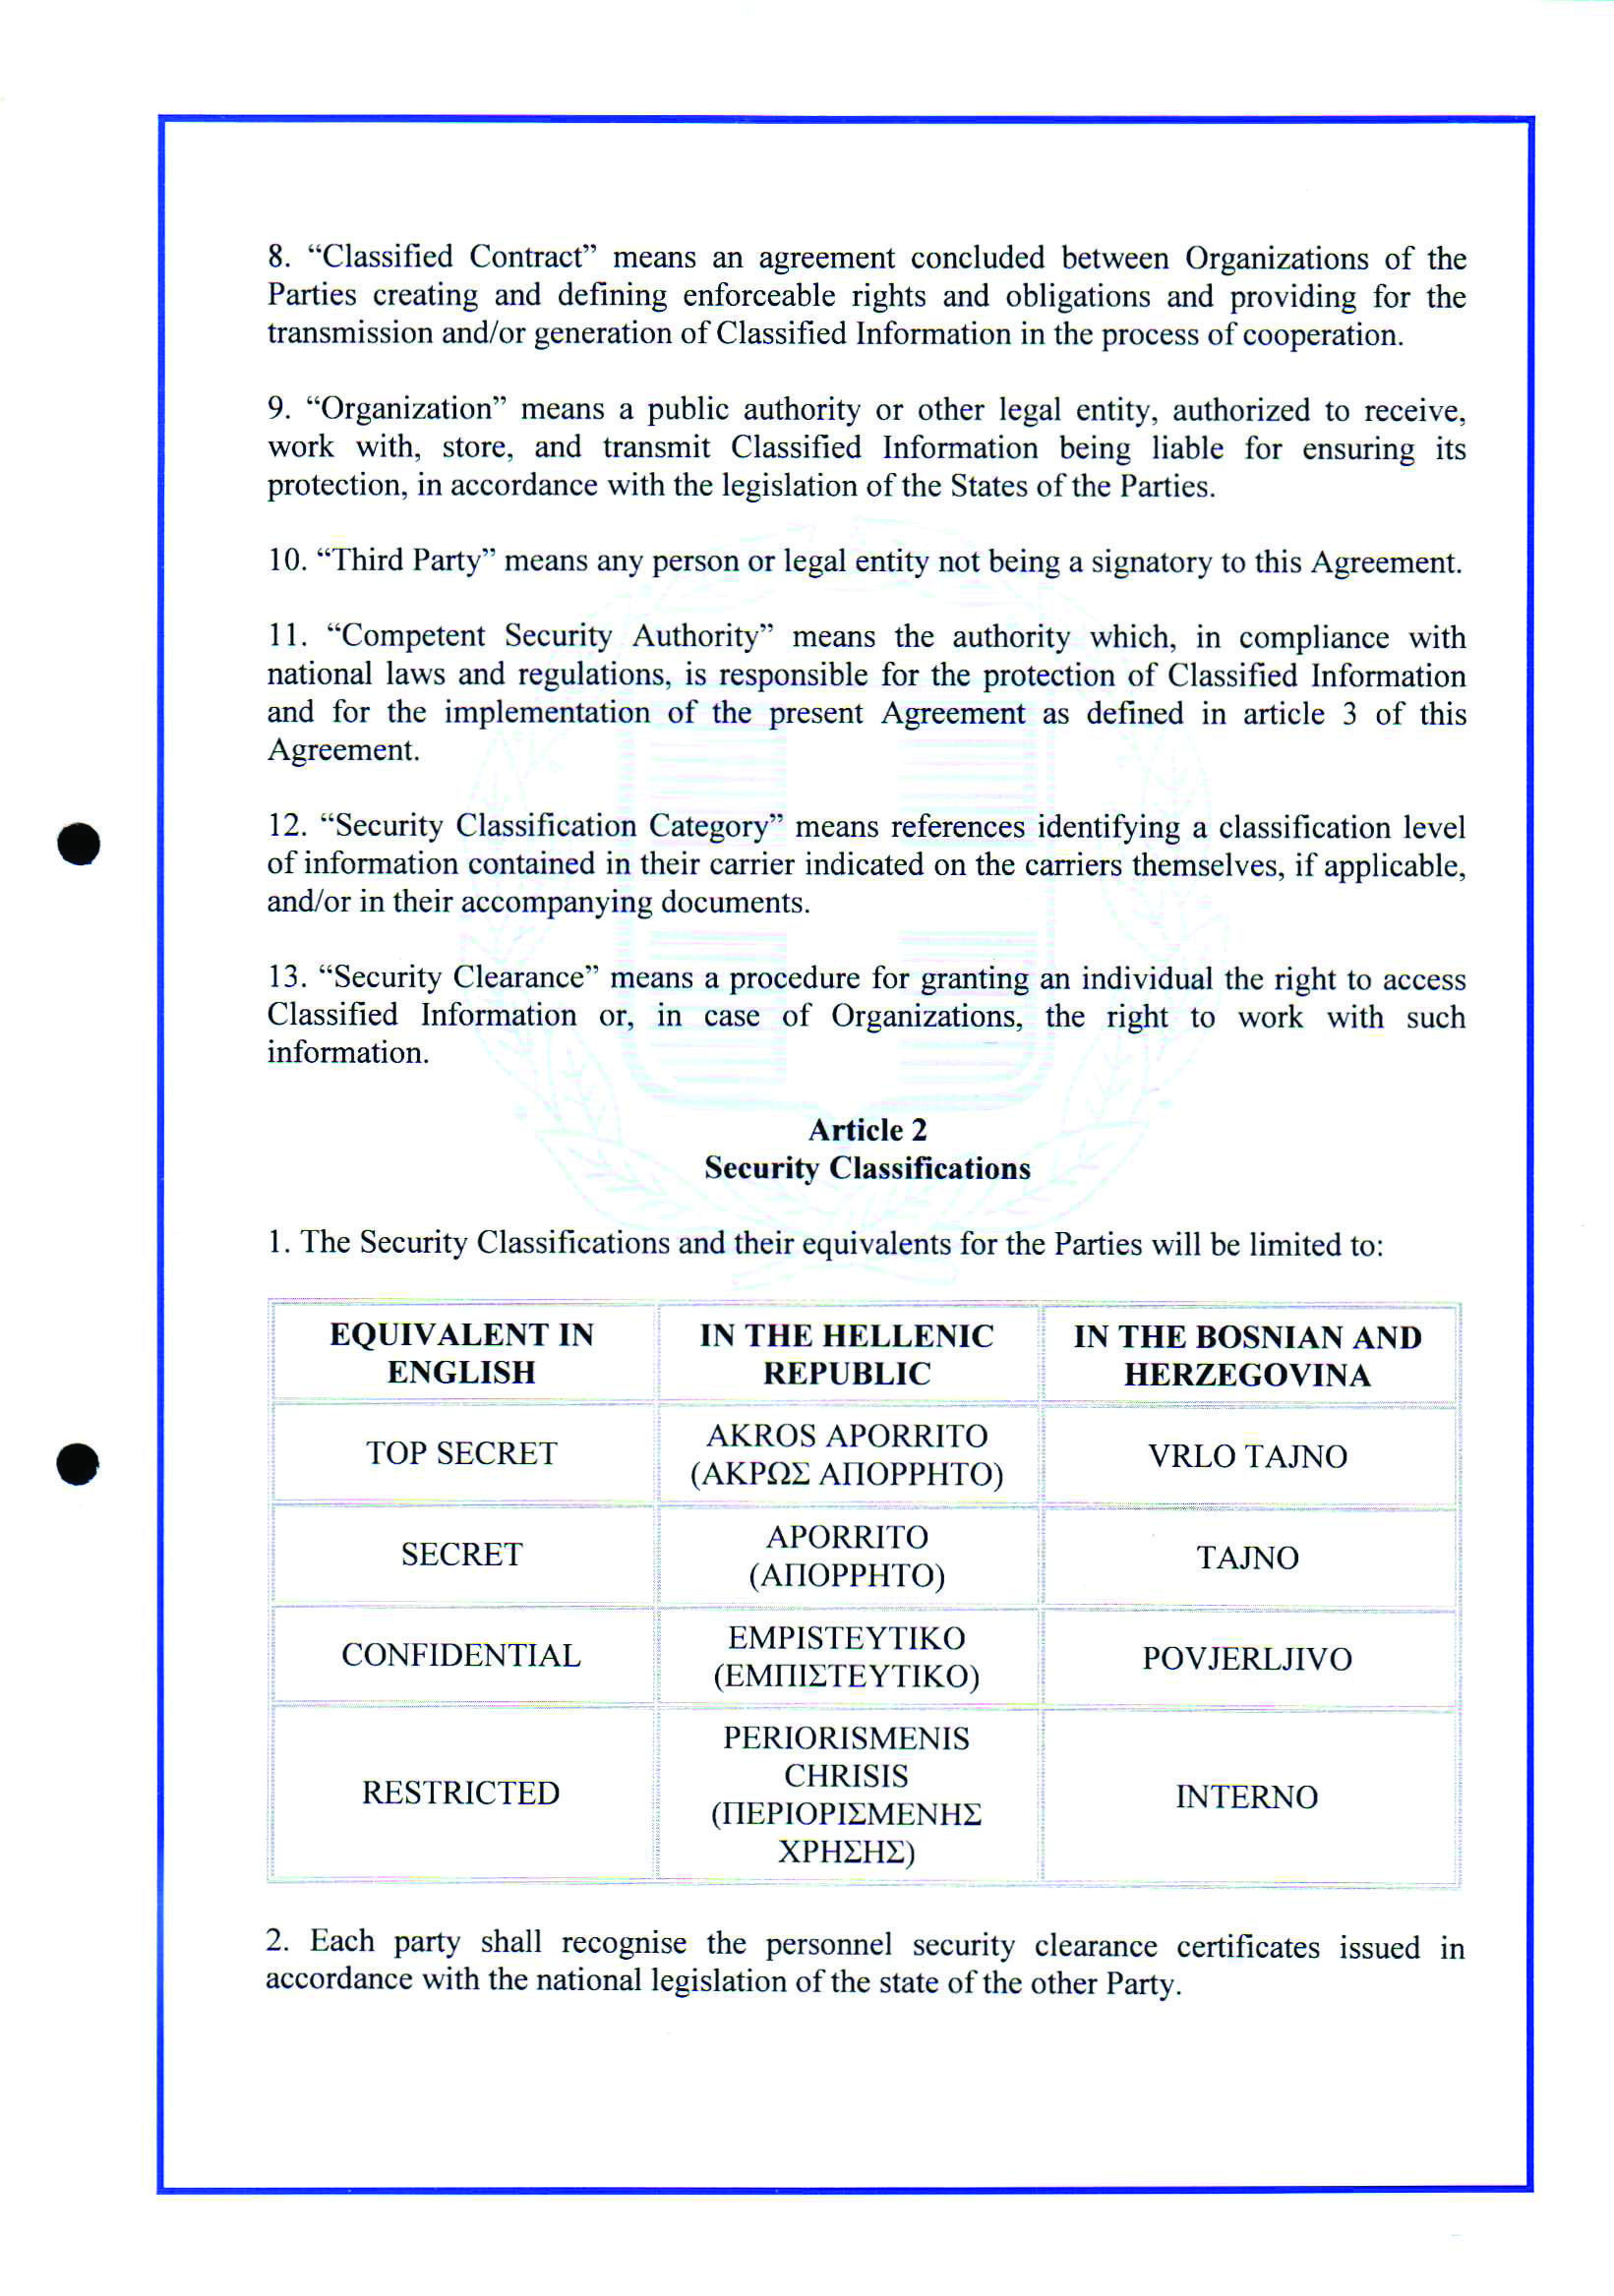 8. “Classified Contract” means an agreement concluded between Organizations of the
Parties creating and defining enforceable rights and obligations and providing for the
transmission and/or generation of Classified Information in the process of cooperation.
9. “Organization” means a public authority or other legal entity, authorized to receive,
work with, store, and transmit Classified Information being liable for ensuring its
protection, in accordance with the legislation of the States of the Parties.
10. “Third Party” means any person or legal entity not being a signatory to this Agreement.
11. “Competent Security Authority” means the authority which, in compliance with
national laws and regulations, is responsible for the protection of Classified Information
and for the implementation of the present Agreement as defined in article 3 of this
Agreement.
12. “Security Classification Category” means references identifying a classification level
of information contained in their carrier indicated on the carriers themselves, if applicable,
and/or in their accompanying documents.
13. “Security Clearance” means a procedure for granting an individual the right to access
Classified Information or, in case of Organizations, the right to work with such
information.
Article 2
Security Classifications
1. The Security Classifications and their equivalents for the Parties will be limited to:
EQUIVALENT IN
ENGLISH
IN THE HELLENIC
REPUBLIC
IN THE BOSNIAN AND
HERZEGOVINA
TOP SECRET
AKROS APORRITO
(ΑΚΡΩΣ ΑΠΟΡΡΗΤΟ)
VRLO TAJNO
SECRET
APORRITO
(ΑΠΟΡΡΗΤΟ)
TAJNO
CONFIDENTIAL
EMPISTEYTIKO
(ΕΜΠΙΣΤΕΥΤΙΚΟ)
POVJERLJIVO
RESTRICTED
PERIORISMENIS
CHRISIS
(ΠΕΡΙΟΡΙΣΜΕΝΗΣ
ΧΡΗΣΗΣ)
INTERNO
2. Each party shall recognise the personnel security clearance certificates issued in
accordance with the national legislation of the state of the other Party.